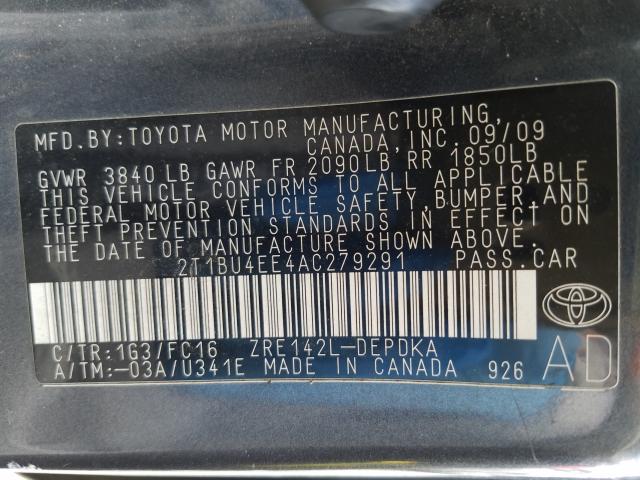 MFD.BY:TOYOTA MOTOR MANUFACTURING,
CANADA,INC.09/09
GVWR 3840LB GAWR FR 2090LB RR 1850LB
THIS VEHICLE CONFORMS TO ALL APPLICABLE
FEDERAL MOTOR VEHICLE SAFETY,BUMPER,AND
THEFT PREVENTION STANDARDS IN EFFECT ON
THE DATE OF MANUFACTURE SHOWN ABOVE.
2T1BU4EE4AC279291 PASS.CAR
C/TR:1G3/FC16 ZRE142L-DEPDKA
A/TM:-03A/U341E MADE IN CANADA 926
AD